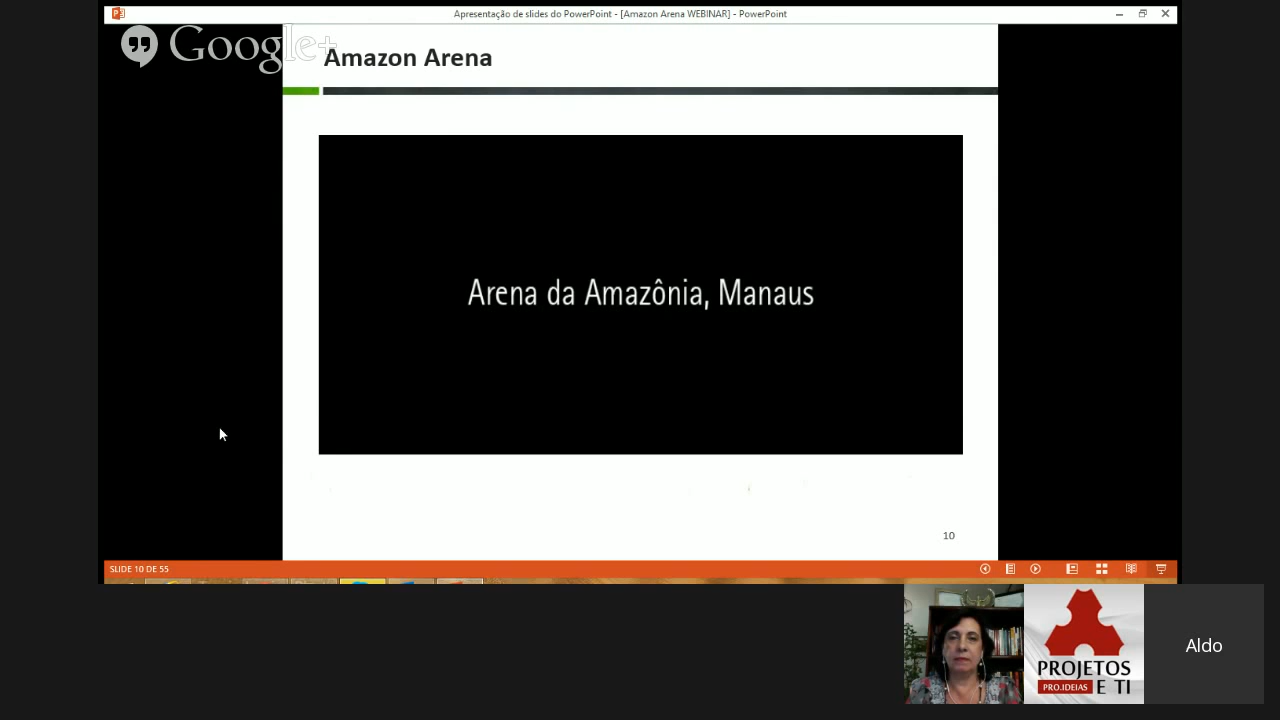 Apresentação de slides do PowerPoint - [Amazon Arena WEBINAR] - PowerPoint
Google+
Amazon Arena
Arena da Amazônia, Manaus
10
SLIDE 10 DE 55
PROJETOS
PRO.IDEIAS E TI
Aldo